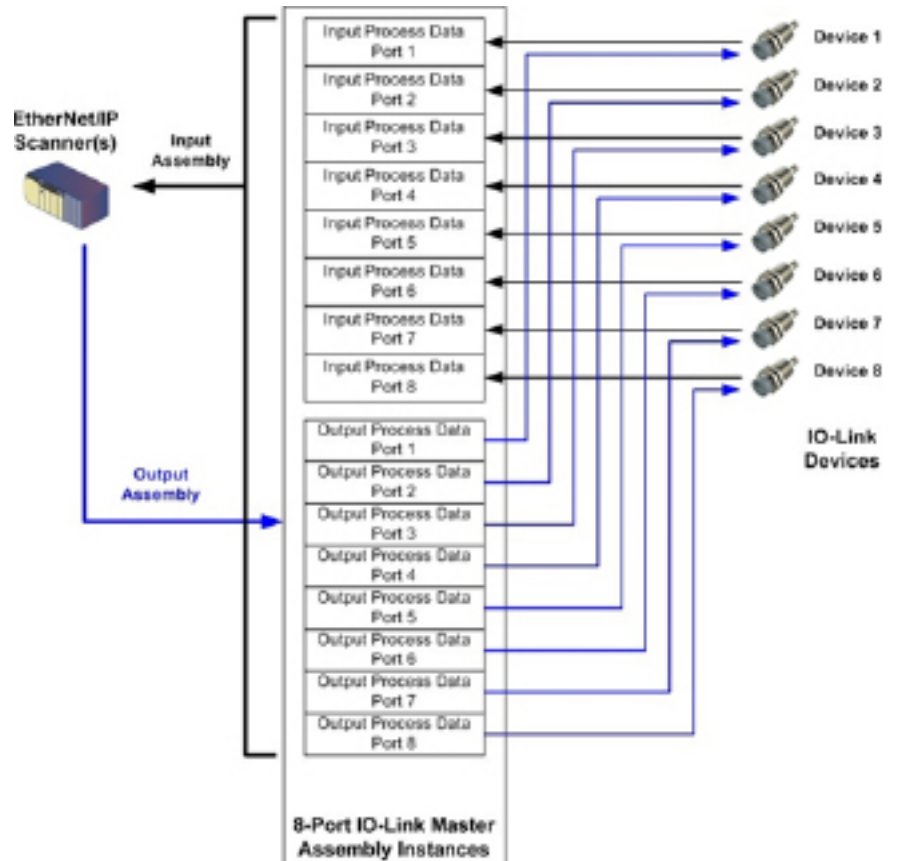 EtherNet/IP
Scanner(s)
Input
Assembly
Output
Assembly
Input Process Data
Port 1
Input Process Data
Port 2
Input Process Data
Port 3
Input Process Data
Port 4
Input Process Data
Port 5
Input Process Data
Port 6
Input Process Data
Port 7
Input Process Data
Port 8
Output Process Data
Port 1
Output Process Data
Port 2
Output Process Data
Port 3
Output Process Data
Port 4
Output Process Data
Port 5
Output Process Data
Port 6
Output Process Data
Port 7
Output Process Data
Port 8
8-Port IO-Link Master
Assembly Instances
Device 1
Device 2
Device 3
Device 4
Device 5
Device 6
Device 7
Device 8
IO-Link
Devices